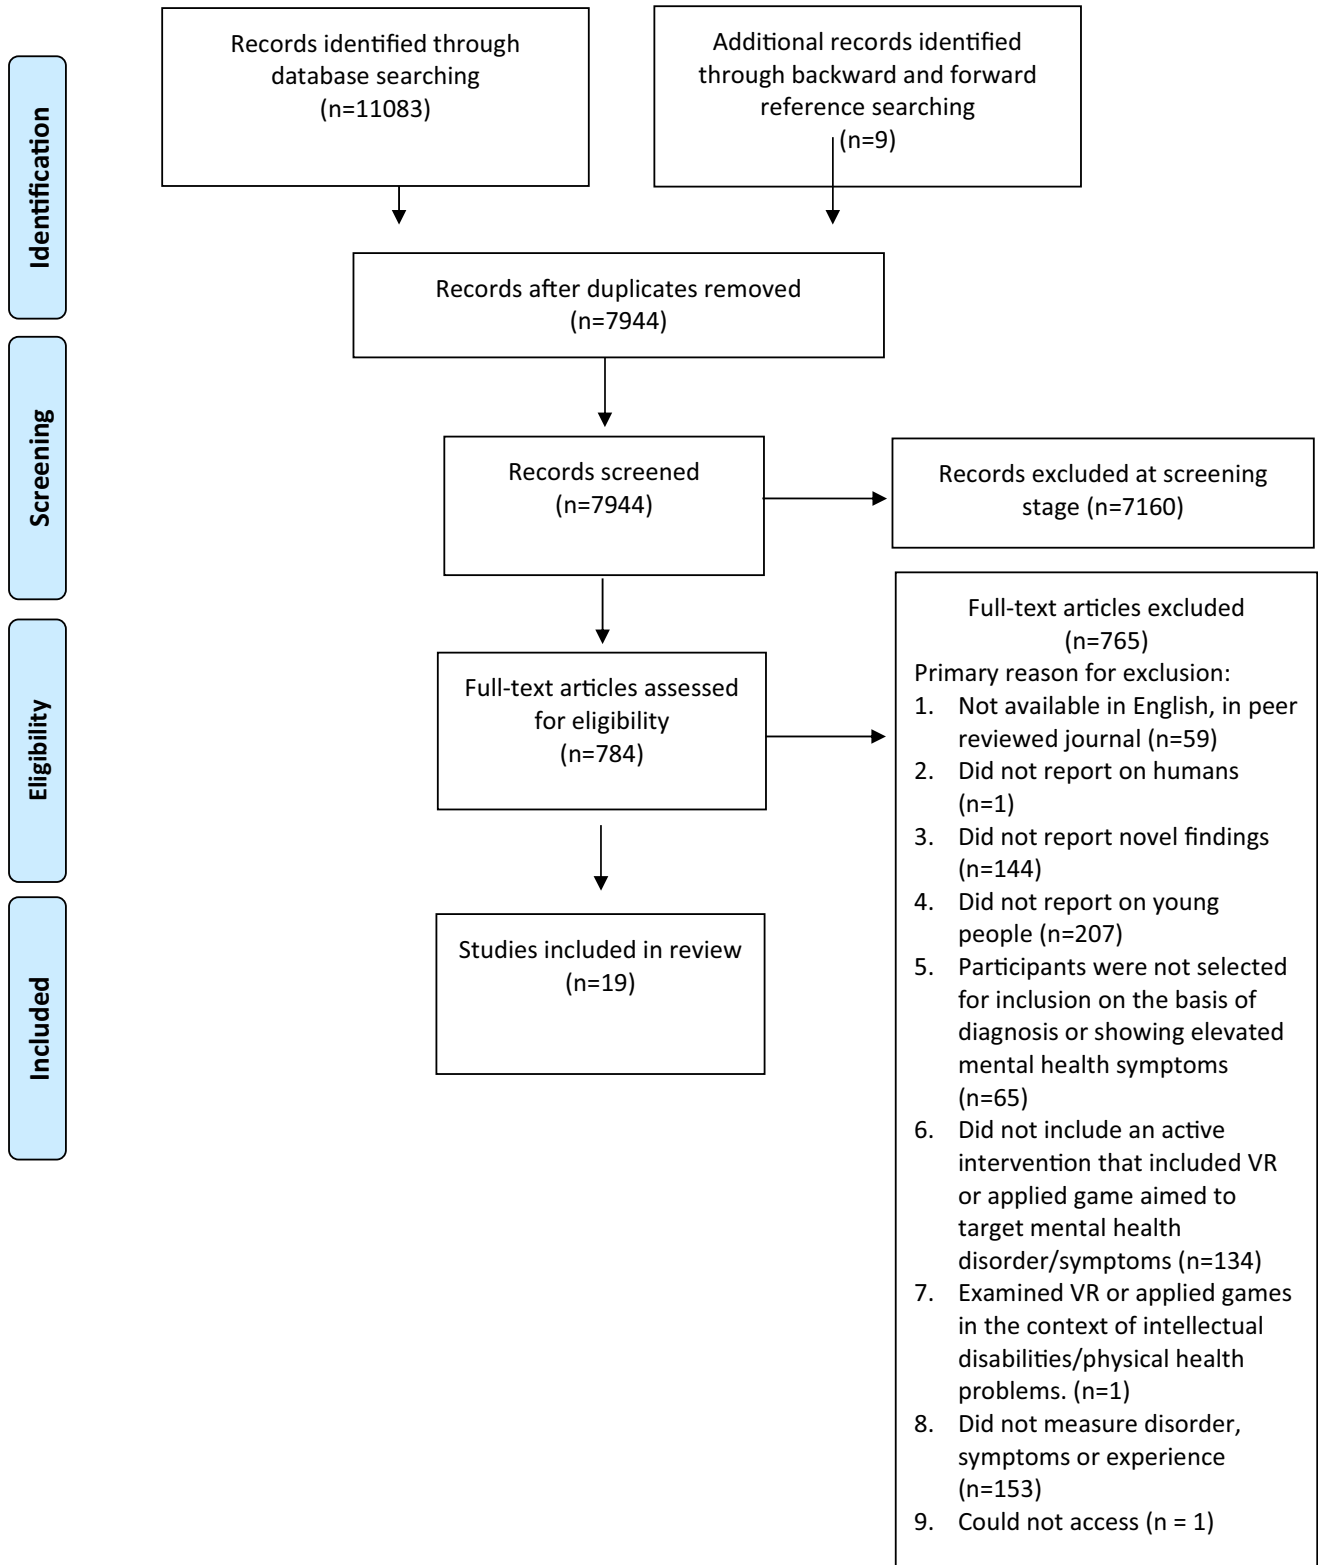 Identification
Records identified through
database searching
(n=11083)
Additional records identified
through backward and forward
reference searching
(n=9)
Records after duplicates removed
(n=7944)
Screening
Records screened
(n=7944)
Records excluded at screening
stage (n=7160)
Eligibility
Full-text articles assessed
for eligibility
(n=784)
Full-text articles excluded
(n=765)
Primary reason for exclusion:
1. Not available in English, in peer
reviewed journal (n=59)
2. Did not report on humans
(n=1)
3. Did not report novel findings
(n=144)
4. Did not report on young
people (n=207)
5. Participants were not selected
for inclusion on the basis of
diagnosis or showing elevated
mental health symptoms
(n=65)
6. Did not include an active
intervention that included VR
or applied game aimed to
target mental health
disorder/symptoms (n=134)
7. Examined VR or applied games
in the context of intellectual
disabilities/physical health
problems. (n=1)
8. Did not measure disorder,
symptoms or experience
(n=153)
9. Could not access (n = 1)
Included
Studies included in review
(n=19)